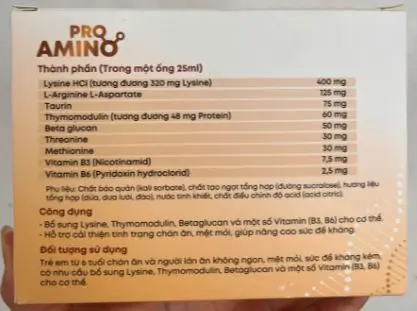 PRO
AMINO
Thành phần (Trong một ống 25ml)
Lysine HCl (tương đương 320 mg Lysine) 400 mg
L-Arginine L-Aspartate 125 mg
Taurin 75 mg
Thymomodulin (tương đương 48 mg Protein) 60 mg
Beta glucan 50 mg
Threonine 30 mg
Methionine 30 mg
Vitamin B3 (Nicotinamid) 7,5 mg
Vitamin B6 (Pyridoxin hydroclorid) 2,5 mg
Phụ liệu: Chất bảo quản (kali sorbate), chất tạo ngọt tổng hợp (đường sucralose), hương liệu
tổng hợp (dứa, dưa lưới, đào), nước tinh khiết, chất điều chỉnh độ acid (acid citric).
Công dụng
- Bổ sung Lysine, Thymomodulin, Betaglucan và một số Vitamin (B3, B6) cho cơ thể.
- Hỗ trợ cải thiện tình trạng chán ăn, mệt mỏi, giúp nâng cao sức đề kháng.
Đối tượng sử dụng
Trẻ em từ 6 tuổi chán ăn và người lớn ăn không ngon, mệt mỏi, sức đề kháng kém,
có nhu cầu bổ sung Lysine, Thymomodulin, Betaglucan và một số Vitamin (B3, B6)
cho cơ thể.